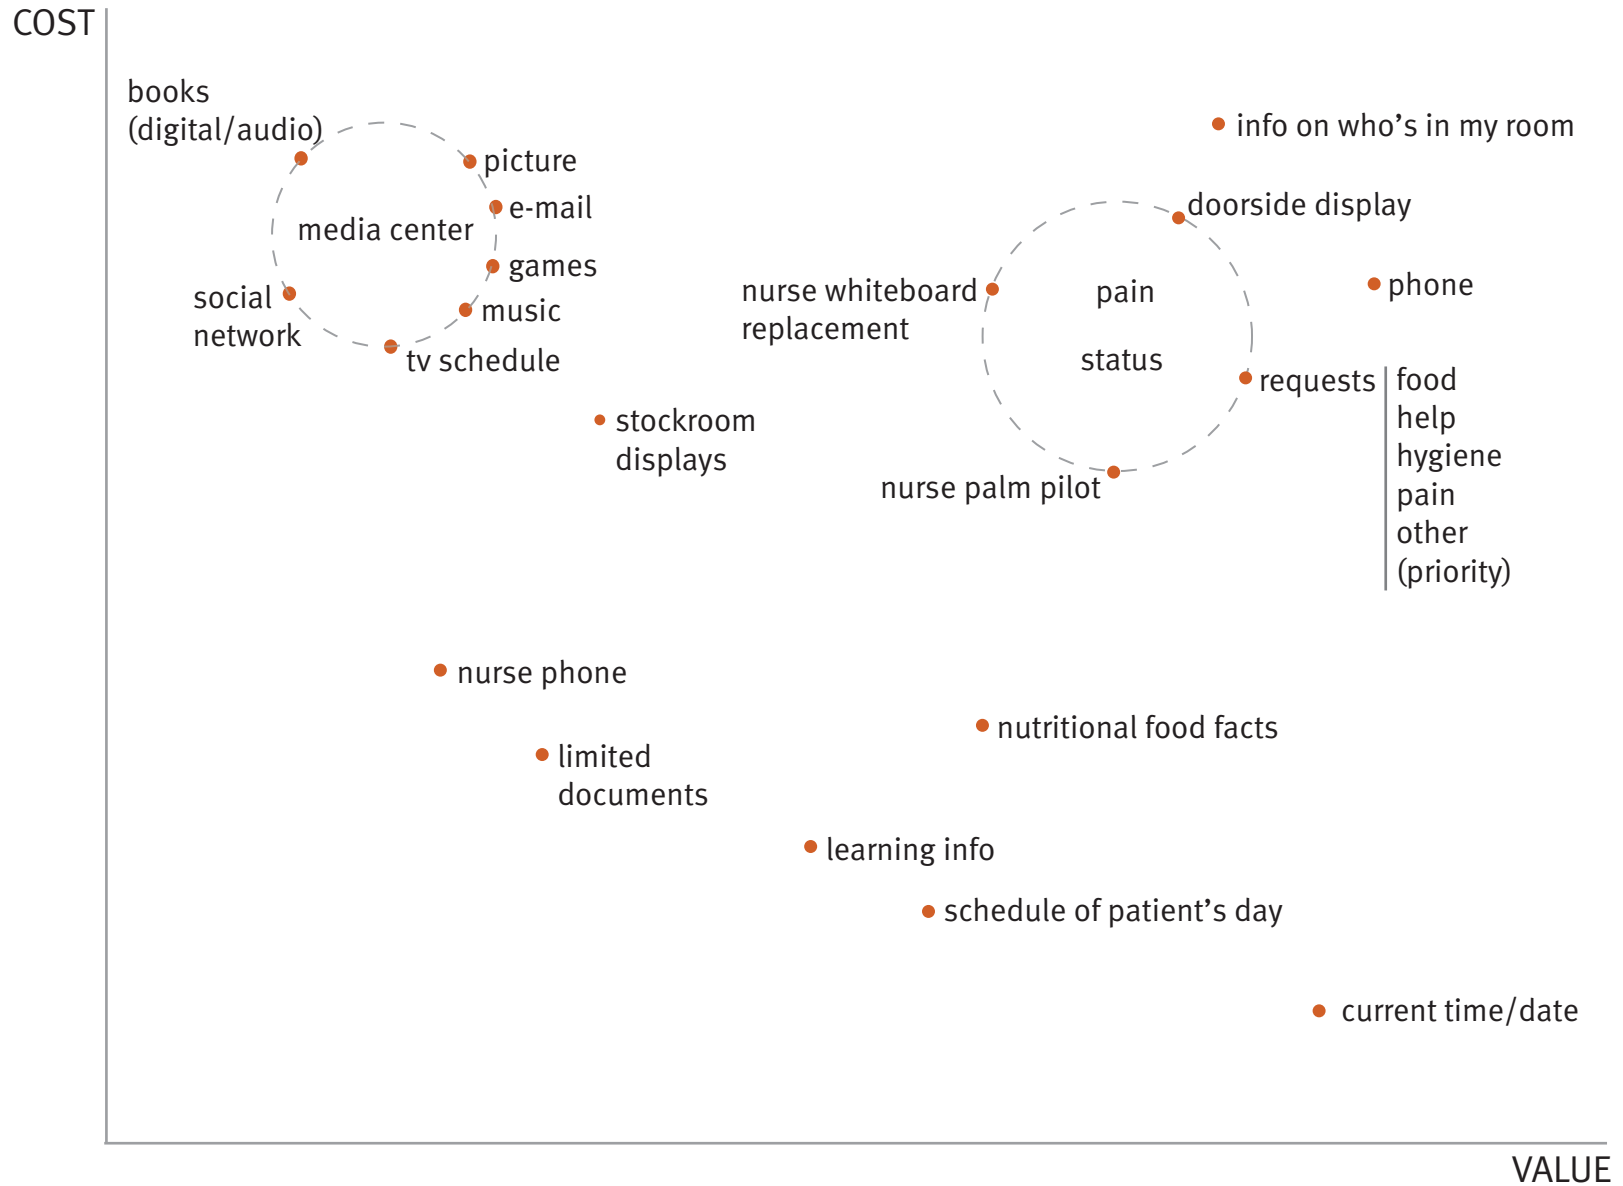 COST
books
(digital/audio)
picture
e-mail
media center
games
social
network
music
tv schedule
info on who's in my room
doorside display
nurse whiteboard
replacement
pain
status
phone
requests
food
help
hygiene
pain
other
(priority)
nurse palm pilot
stockroom
displays
nurse phone
limited
documents
nutritional food facts
learning info
schedule of patient's day
current time/date
VALUE